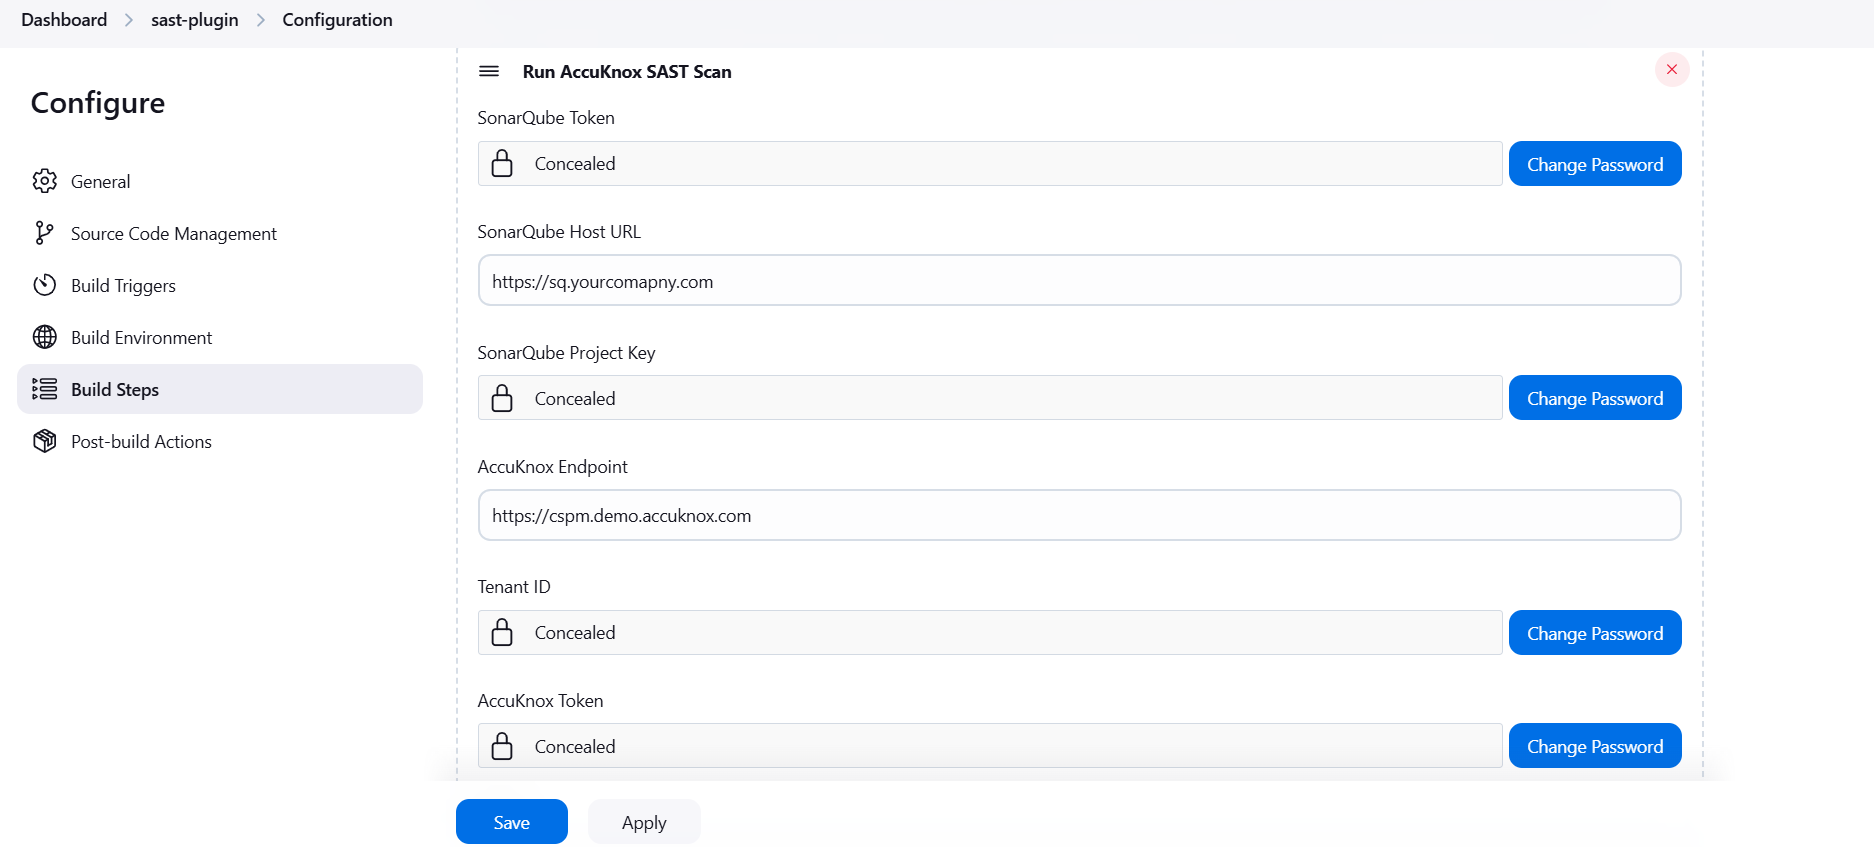 Dashboard > sast-plugin > Configuration
Configure
General
Source Code Management
Build Triggers
Build Environment
Build Steps
Post-build Actions
Run AccuKnox SAST Scan
SonarQube Token
Concealed
Change Password
SonarQube Host URL
https://sq.yourcomapny.com
SonarQube Project Key
Concealed
Change Password
AccuKnox Endpoint
https://cspm.demo.accuknox.com
Tenant ID
Concealed
Change Password
AccuKnox Token
Concealed
Change Password
Save
Apply